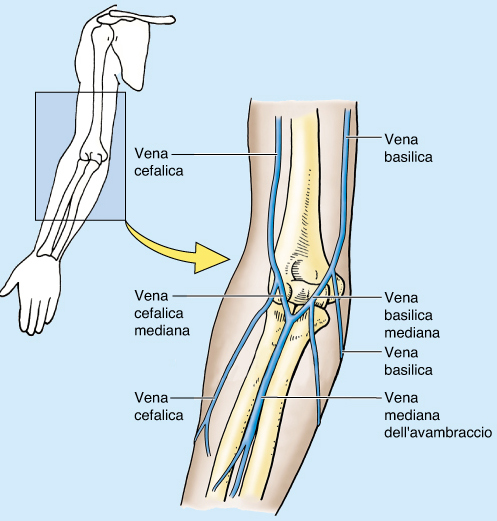 Vena
cefalica
Vena
basilica
Vena
cefalica
mediana
Vena
basilica
mediana
Vena
basilica
Vena
cefalica
Vena
mediana
dell'avambraccio